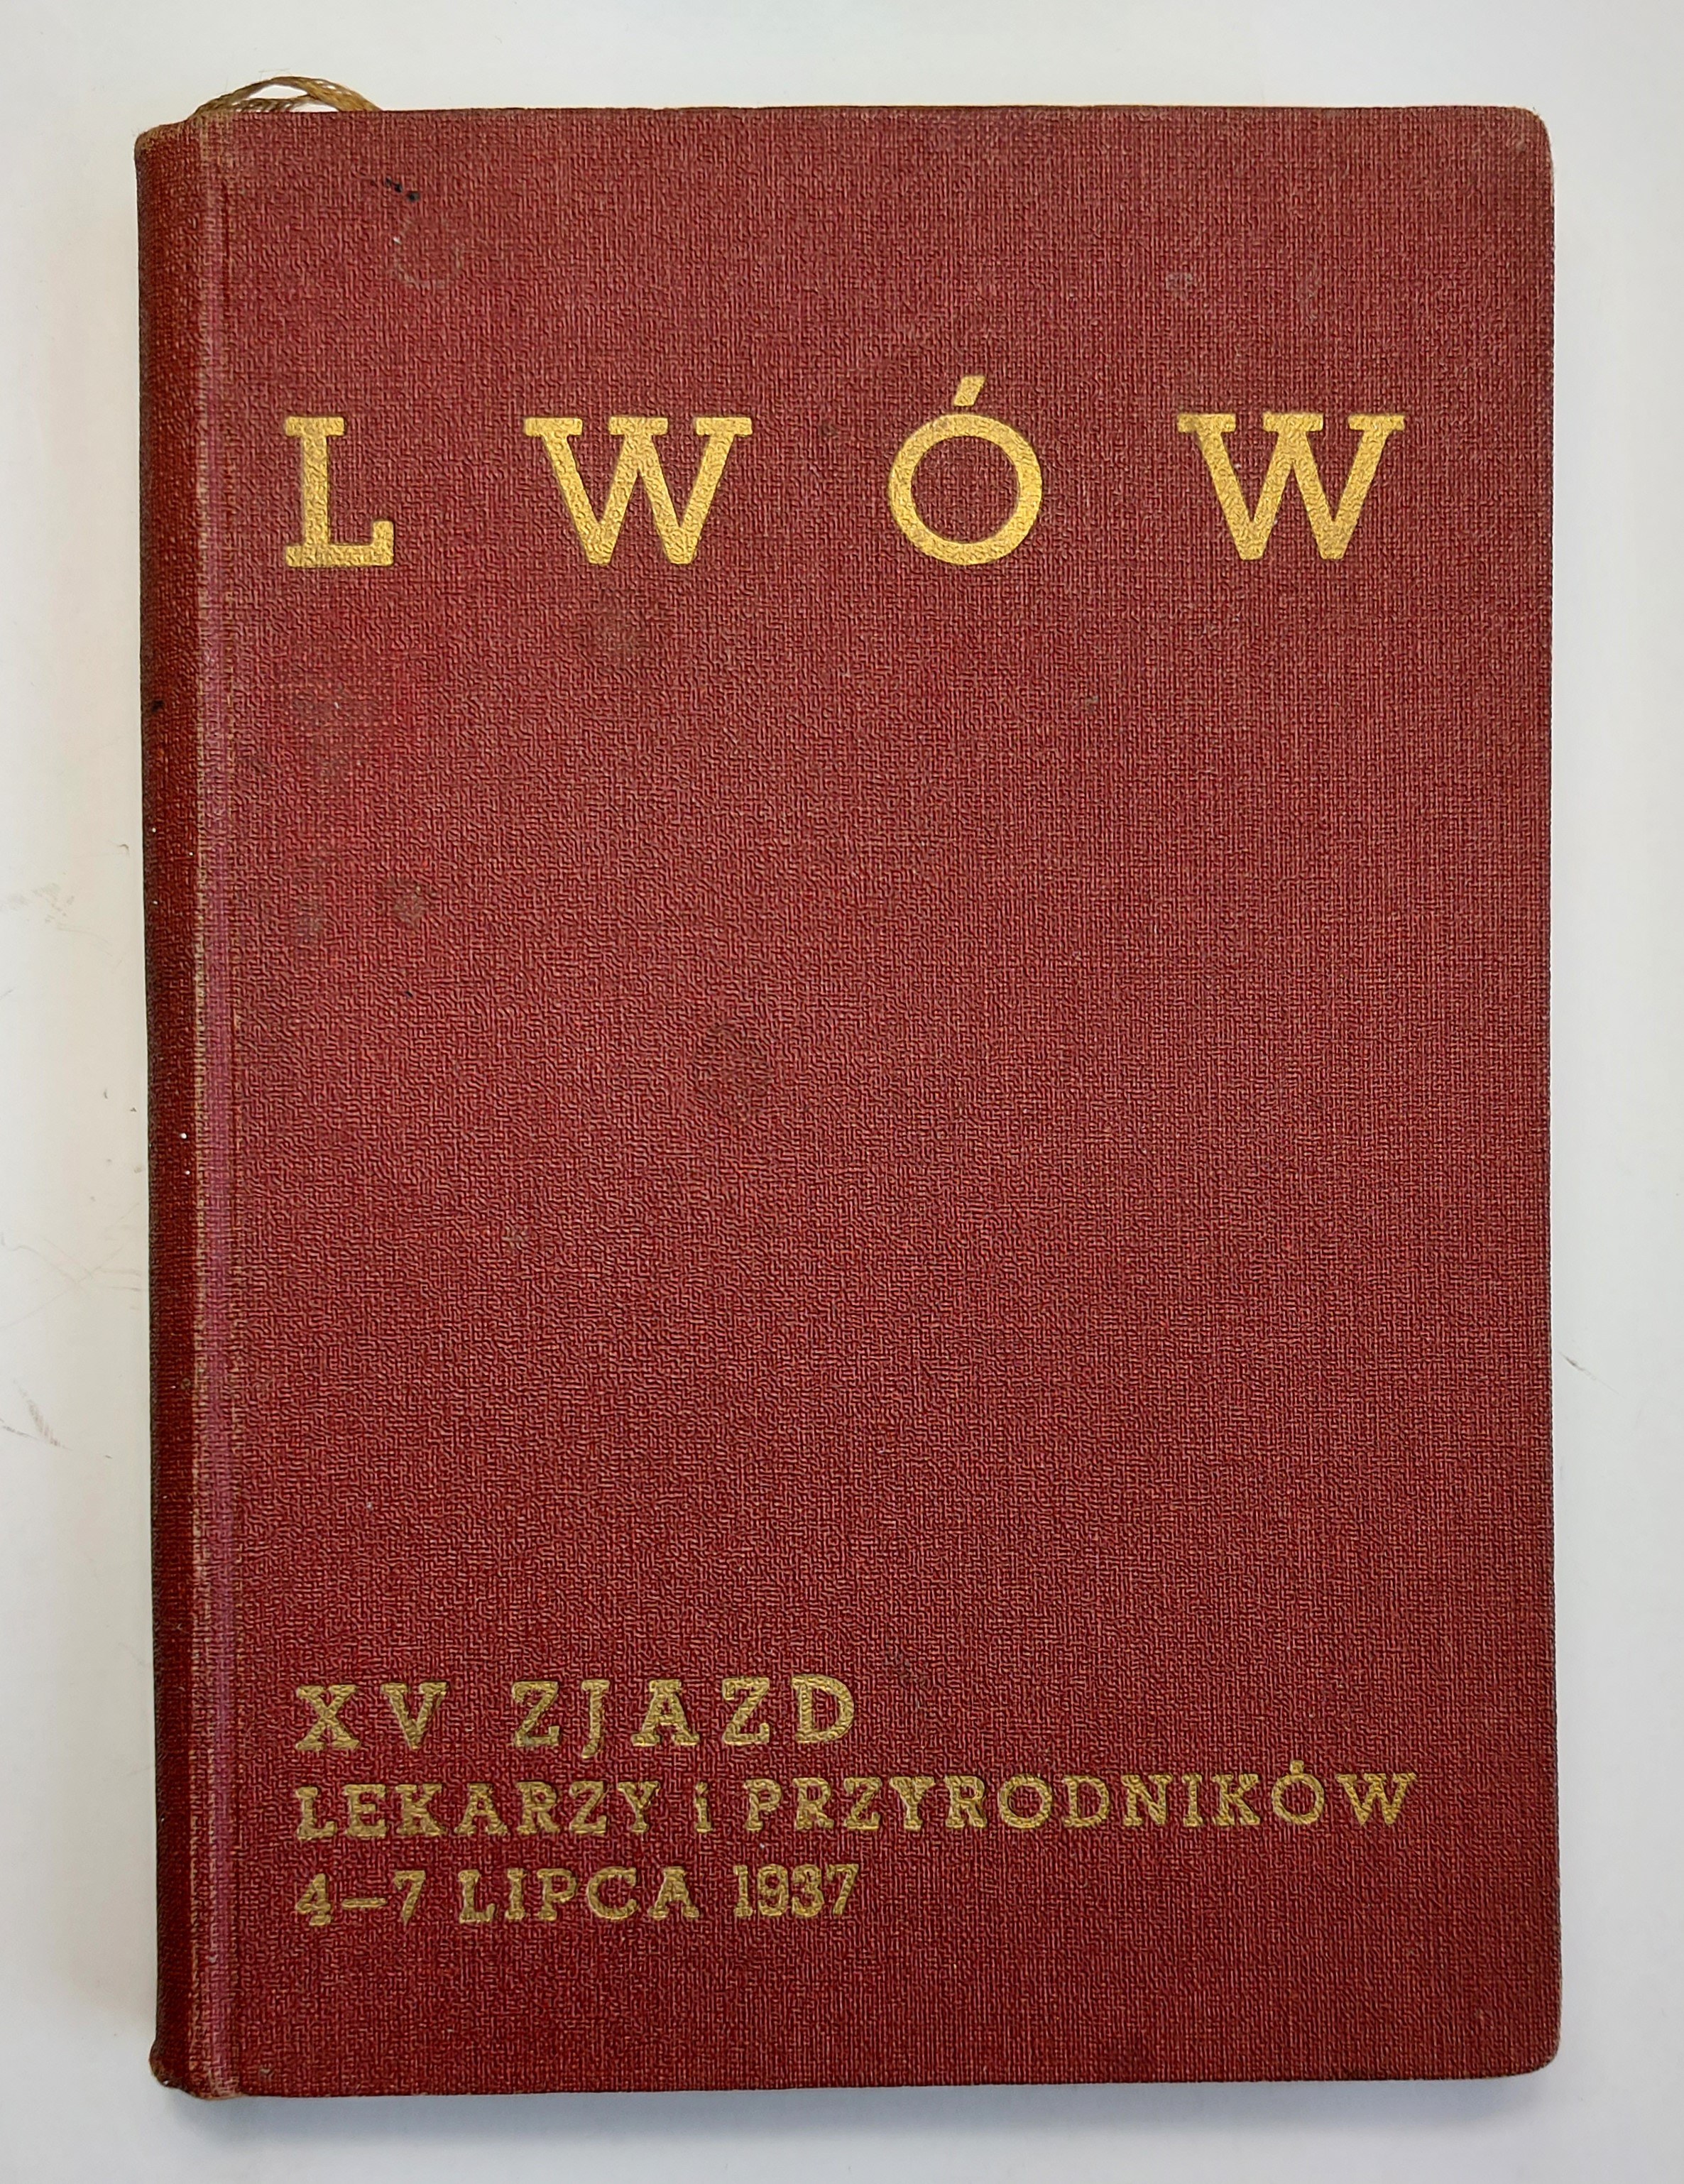 LWÓW
XV ZJAZD
LEKARZY i PRZYRODNIKÓW
4–7 LIPCA 1937